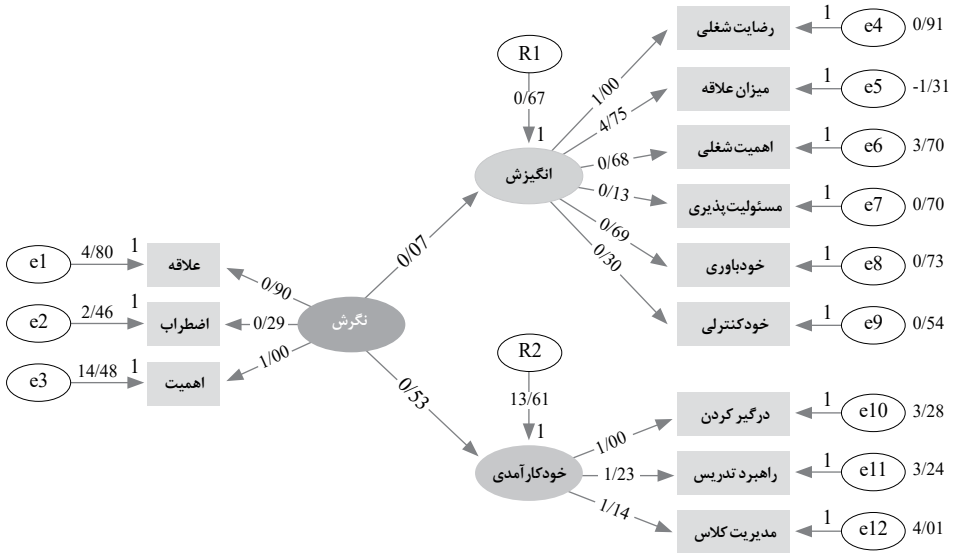 e4
0/91
1
رضایت شغلی
R1
0/67
1
1/00
e5
-1/31
1
میزان علاقه
4/75
e6
3/70
1
اهمیت شغلی
0/68
انگیزش
e7
0/70
1
مسئولیت‌پذیری
0/13
e8
0/73
1
خودباوری
0/69
e9
0/54
1
خودکنترلی
0/30
0/07
e1
4/80
1
علاقه
0/90
نگرش
e2
2/46
1
اضطراب
0/29
e3
14/48
1
اهمیت
1/00
0/53
R2
13/61
1
خودکارآمدی
e10
3/28
1
درگیر کردن
1/00
e11
3/24
1
راهبرد تدریس
1/23
e12
4/01
1
مدیریت کلاس
1/14